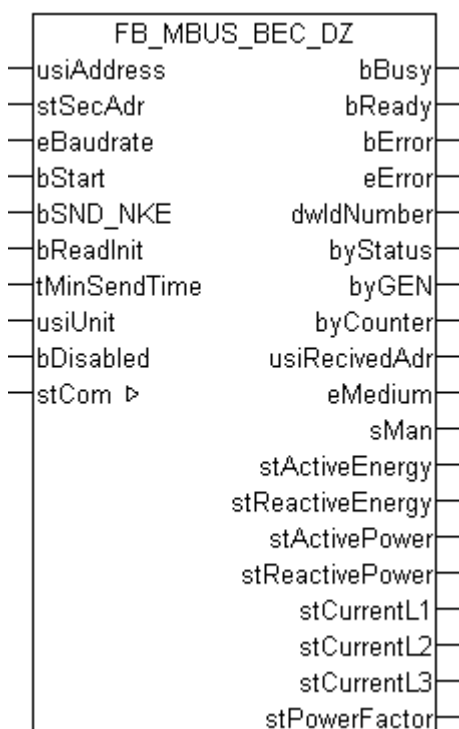 FB_MBUS_BEC_DZ
usiAddress bBusy
stSecAdr bReady
eBaudrate bError
bStart eError
bSND_NKE dwIdNumber
bReadInit byStatus
tMinSendTime byGEN
usiUnit byCounter
bDisabled usiRecivedAdr
stCom ▷ eMedium
sMan
stActiveEnergy
stReactiveEnergy
stActivePower
stReactivePower
stCurrentL1
stCurrentL2
stCurrentL3
stPowerFactor